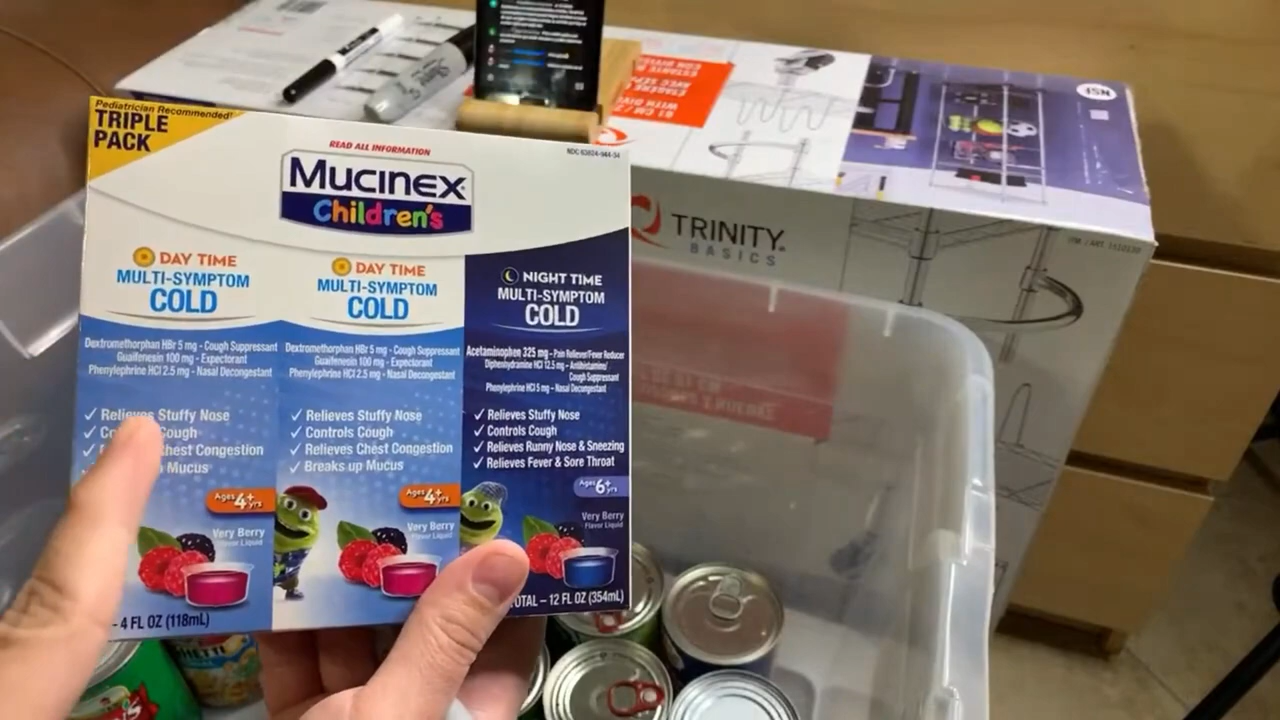 Pediatrician Recommended†
TRIPLE
PACK
READ ALL INFORMATION
MUCINEX®
Children's
DAY TIME
MULTI-SYMPTOM
COLD
Dextromethorphan HBr 5 mg - Cough Suppressant
Guaifenesin 100 mg - Expectorant
Phenylephrine HCl 2.5 mg - Nasal Decongestant
✓ Relieves Stuffy Nose
Cough
Chest Congestion
Mucus
Ages 4+ yrs
Very Berry
Flavor Liquid
- 4 FL OZ (118mL)
DAY TIME
MULTI-SYMPTOM
COLD
Dextromethorphan HBr 5 mg - Cough Suppressant
Guaifenesin 100 mg - Expectorant
Phenylephrine HCl 2.5 mg - Nasal Decongestant
✓ Relieves Stuffy Nose
✓ Controls Cough
✓ Relieves Chest Congestion
✓ Breaks up Mucus
Ages 4+ yrs
Very Berry
Flavor Liquid
NIGHT TIME
MULTI-SYMPTOM
COLD
Acetaminophen 325 mg - Pain Reliever/Fever Reducer
Diphenhydramine HCl 12.5 mg - Antihistamine/
Cough Suppressant
Phenylephrine HCl 5 mg - Nasal Decongestant
✓ Relieves Stuffy Nose
✓ Controls Cough
✓ Relieves Runny Nose & Sneezing
✓ Relieves Fever & Sore Throat
Ages 6+ yrs
Very Berry
Flavor Liquid
TOTAL – 12 FL OZ (354mL)
TRINITY®
BASICS
NSF
Sharpie